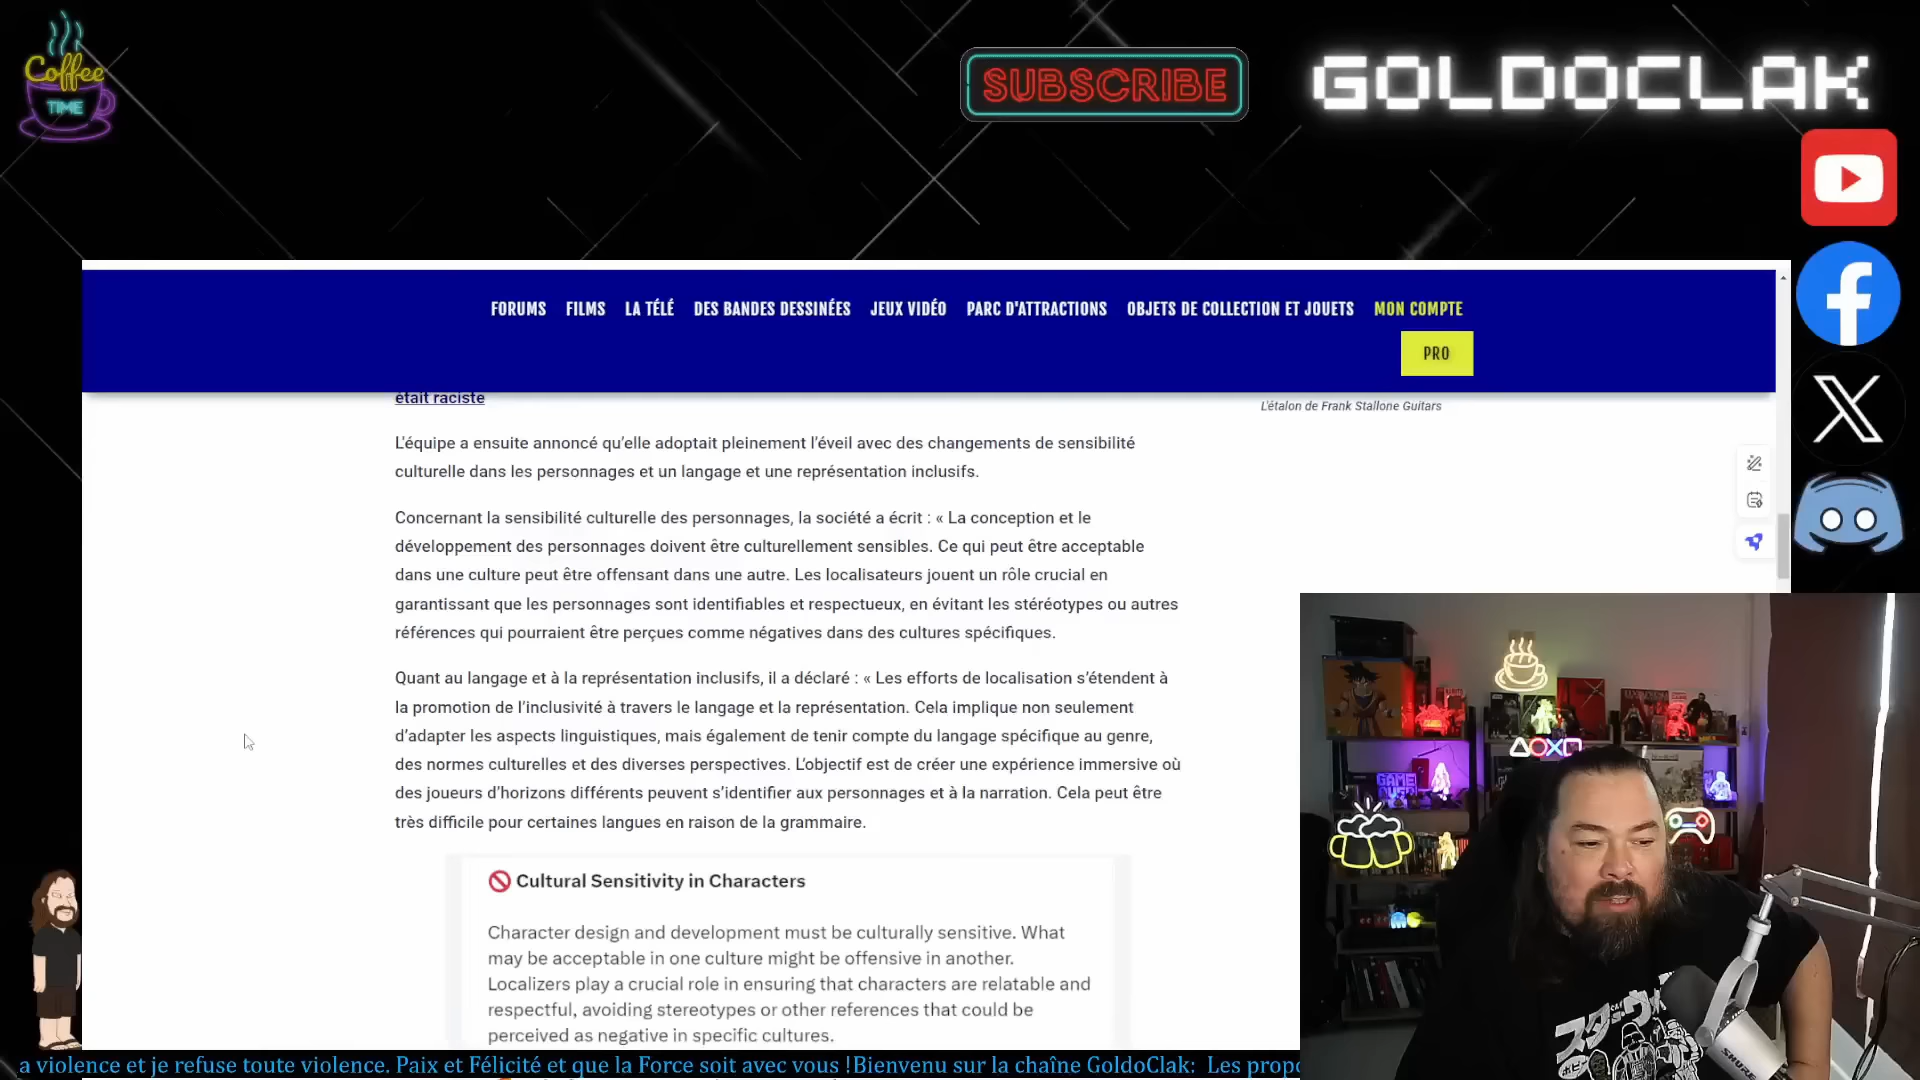 Coffee
TIME
SUBSCRIBE
GOLDOCLAK
FORUMS FILMS LA TÉLÉ DES BANDES DESSINÉES JEUX VIDÉO PARC D'ATTRACTIONS OBJETS DE COLLECTION ET JOUETS MON COMPTE
PRO
était raciste
L'étalon de Frank Stallone Guitars
L'équipe a ensuite annoncé qu’elle adoptait pleinement l’éveil avec des changements de sensibilité
culturelle dans les personnages et un langage et une représentation inclusifs.
Concernant la sensibilité culturelle des personnages, la société a écrit : « La conception et le
développement des personnages doivent être culturellement sensibles. Ce qui peut être acceptable
dans une culture peut être offensant dans une autre. Les localisateurs jouent un rôle crucial en
garantissant que les personnages sont identifiables et respectueux, en évitant les stéréotypes ou autres
références qui pourraient être perçues comme négatives dans des cultures spécifiques.
Quant au langage et à la représentation inclusifs, il a déclaré : « Les efforts de localisation s’étendent à
la promotion de l’inclusivité à travers le langage et la représentation. Cela implique non seulement
d’adapter les aspects linguistiques, mais également de tenir compte du langage spécifique au genre,
des normes culturelles et des diverses perspectives. L’objectif est de créer une expérience immersive où
des joueurs d’horizons différents peuvent s’identifier aux personnages et à la narration. Cela peut être
très difficile pour certaines langues en raison de la grammaire.
Cultural Sensitivity in Characters
Character design and development must be culturally sensitive. What
may be acceptable in one culture might be offensive in another.
Localizers play a crucial role in ensuring that characters are relatable and
respectful, avoiding stereotypes or other references that could be
perceived as negative in specific cultures.
GAME
OVER
SHURE
a violence et je refuse toute violence. Paix et Félicité et que la Force soit avec vous !Bienvenu sur la chaîne GoldoClak: Les propo